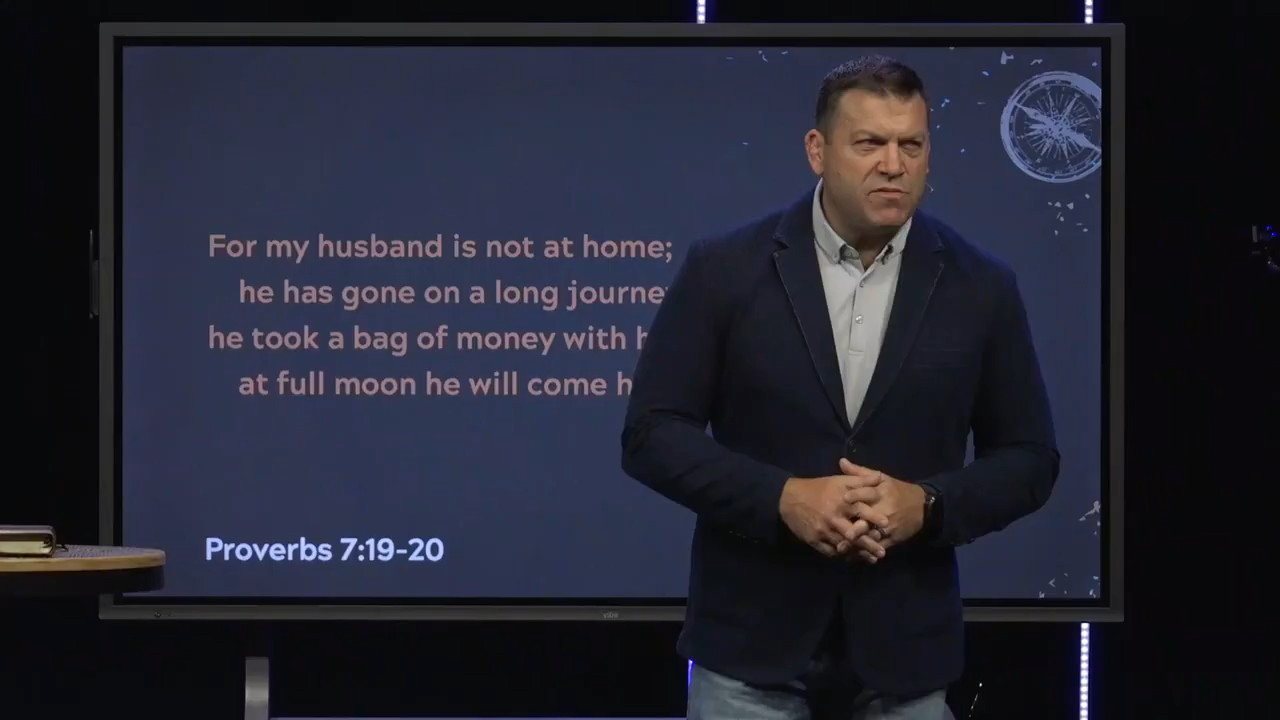 For my husband is not at home;
he has gone on a long
he took a bag of money with
at full moon he will come
Proverbs 7:19-20
vibe